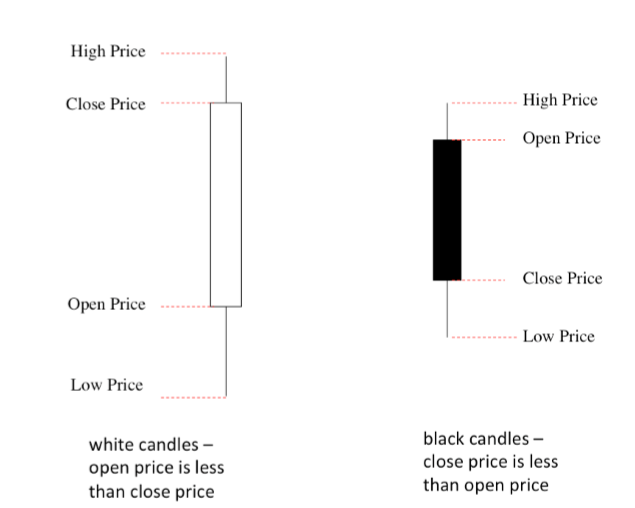 High Price
Close Price
Open Price
Low Price
white candles –
open price is less
than close price
High Price
Open Price
Close Price
Low Price
black candles –
close price is less
than open price